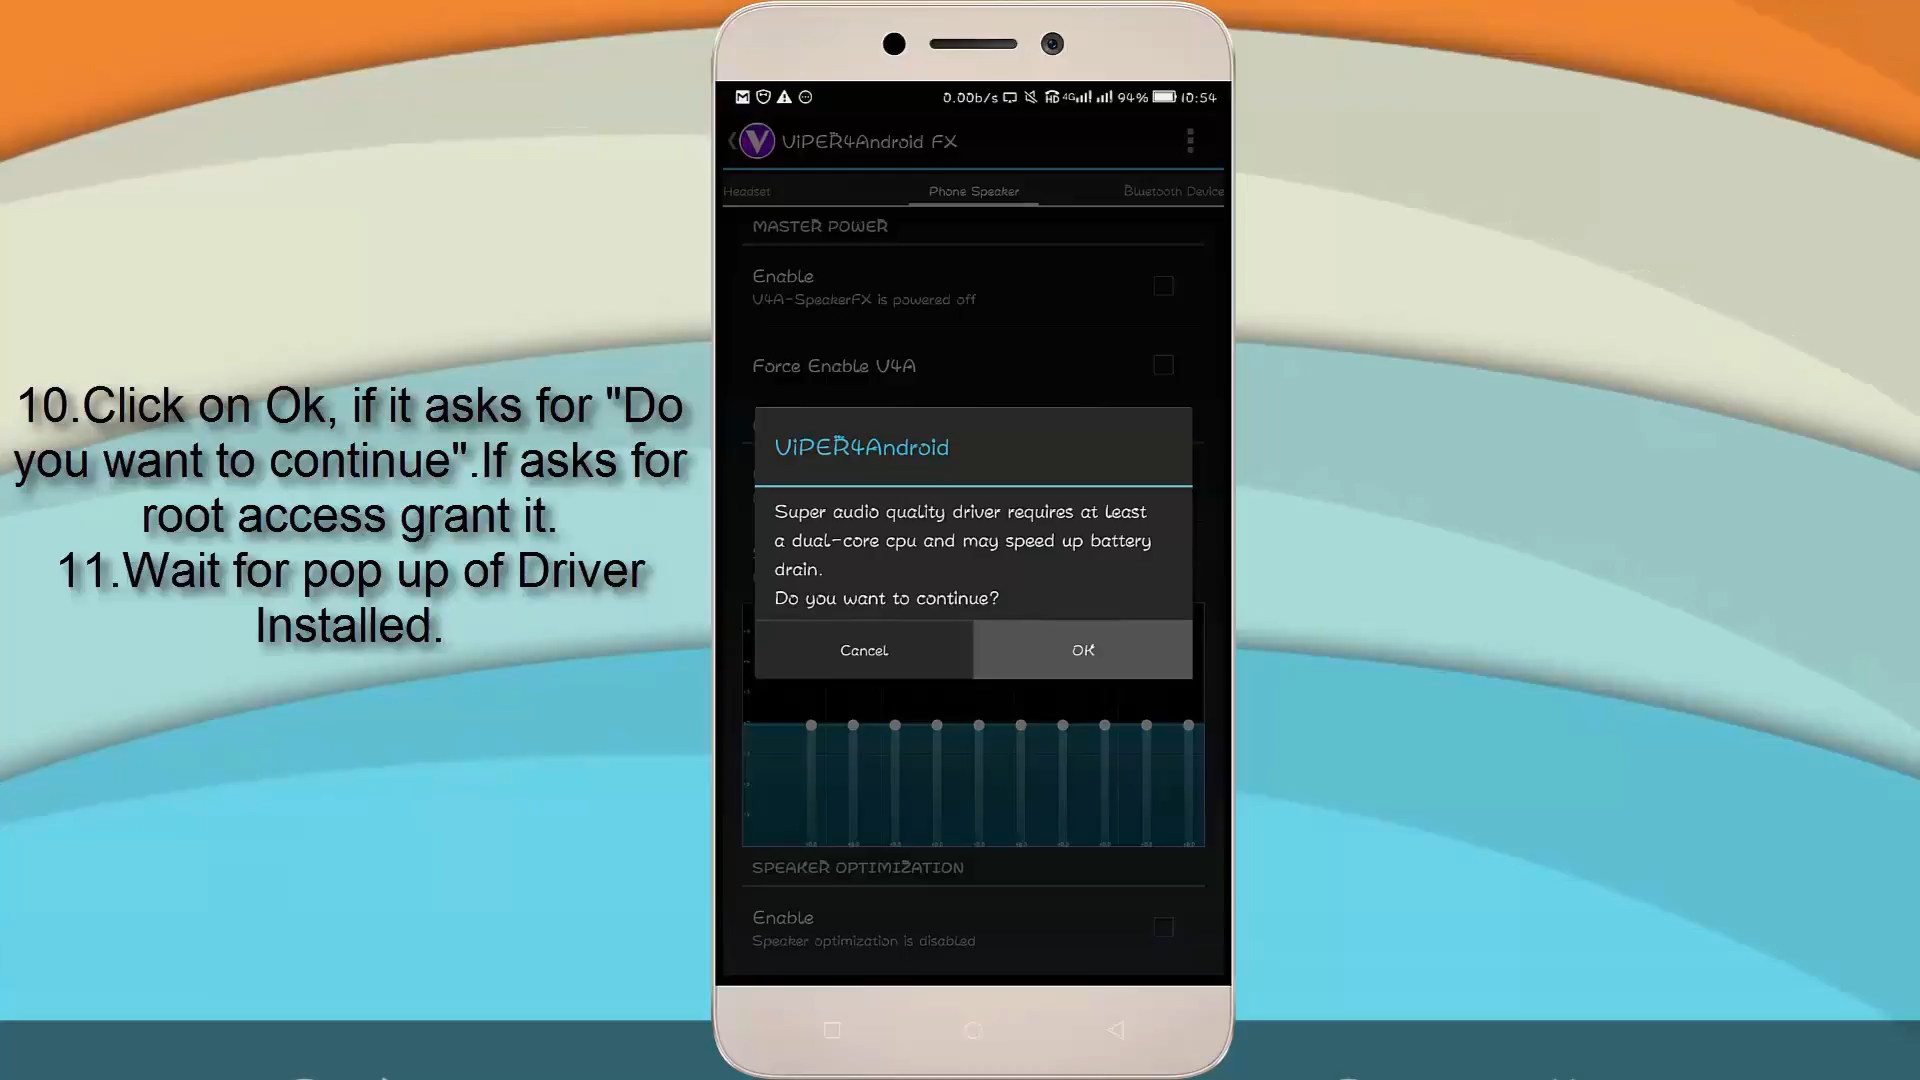 10.Click on Ok, if it asks for "Do
you want to continue".If asks for
root access grant it.
11.Wait for pop up of Driver
Installed.
0.00b/s HD 4G 94% 10:54
ViPER4Android FX
Headset Phone Speaker Bluetooth Device
MASTER POWER
Enable
V4A-SpeakerFX is powered off
Force Enable V4A
ViPER4Android
Super audio quality driver requires at least
a dual-core cpu and may speed up battery
drain.
Do you want to continue?
Cancel OK
SPEAKER OPTIMIZATION
Enable
Speaker optimization is disabled